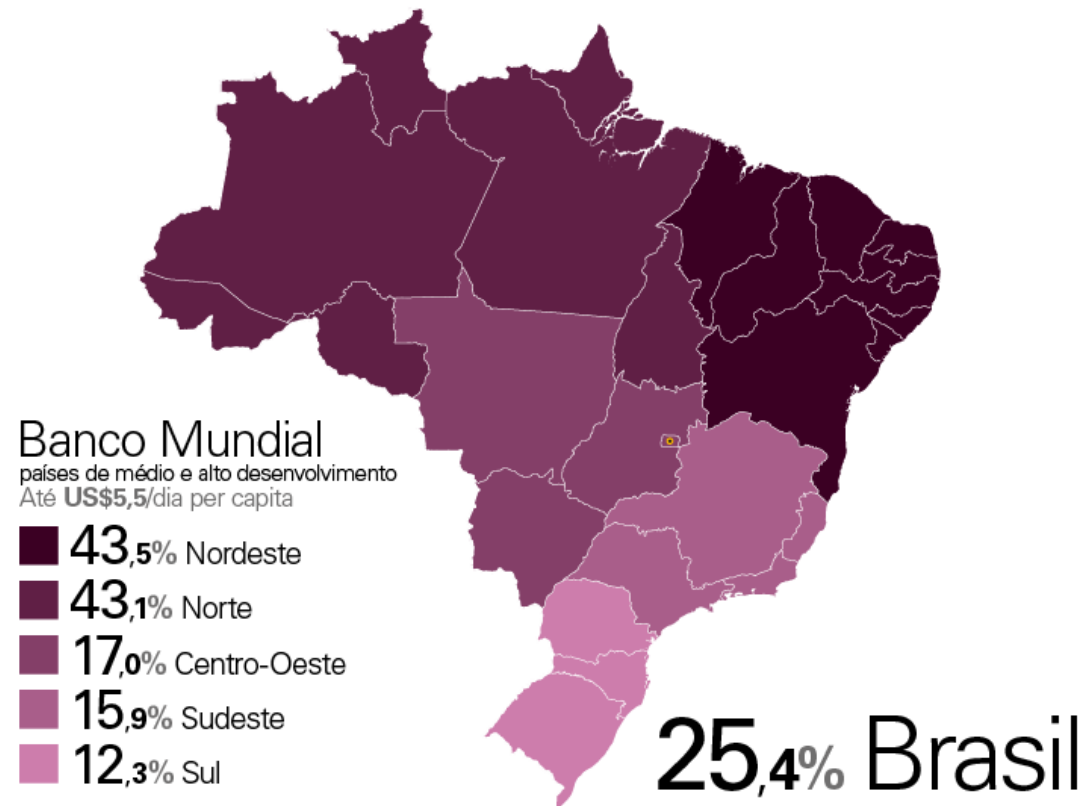 Banco Mundial
países de médio e alto desenvolvimento
Até US$5,5/dia per capita
43,5% Nordeste
43,1% Norte
17,0% Centro-Oeste
15,9% Sudeste
12,3% Sul
25,4% Brasil